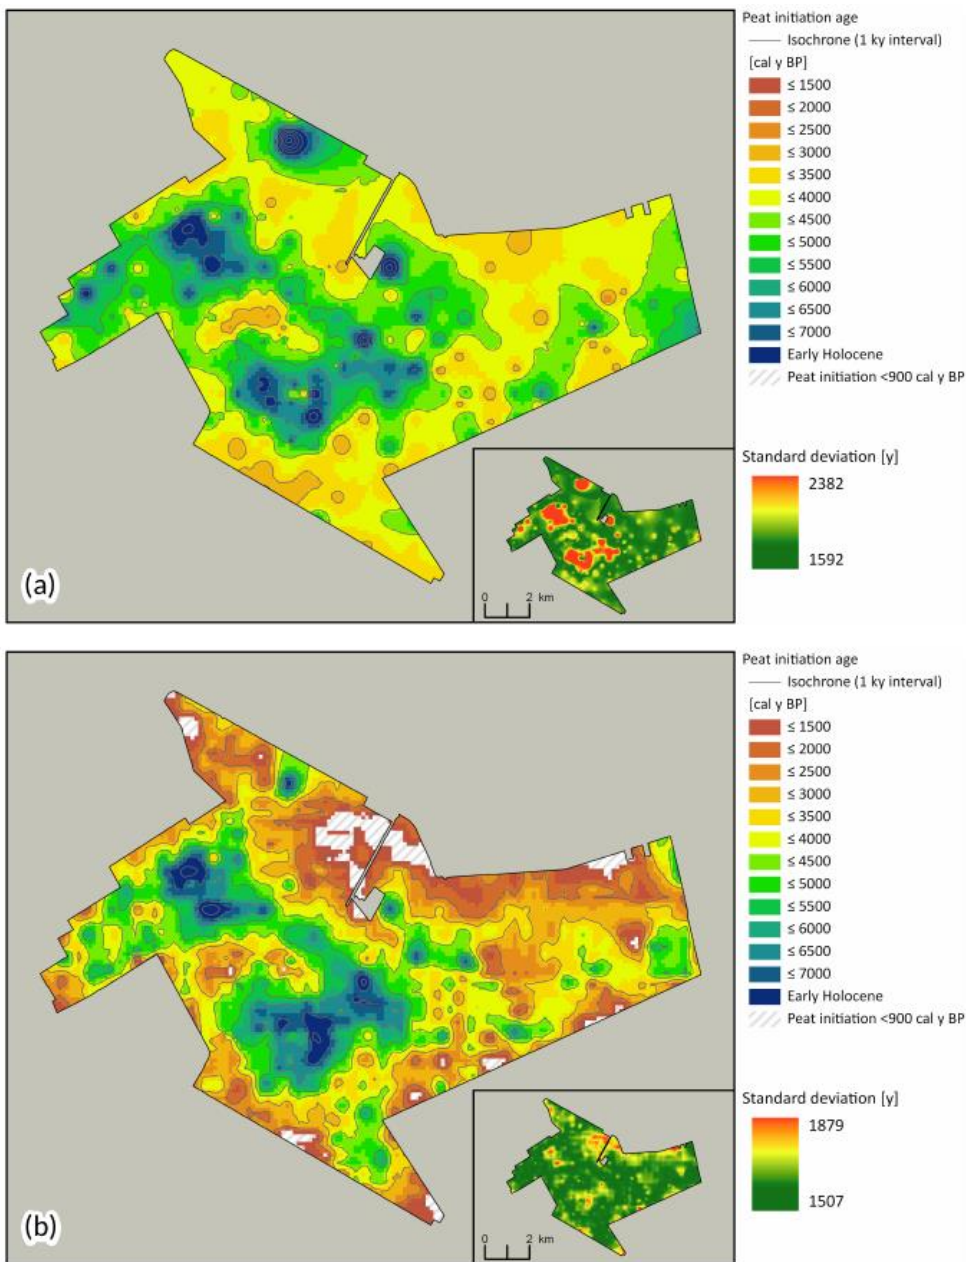 Peat initiation age
Isochrone (1 ky interval)
[cal y BP]
≤ 1500
≤ 2000
≤ 2500
≤ 3000
≤ 3500
≤ 4000
≤ 4500
≤ 5000
≤ 5500
≤ 6000
≤ 6500
≤ 7000
Early Holocene
Peat initiation <900 cal y BP
Standard deviation [y]
2382
1592
(a)
0 2 km
Peat initiation age
Isochrone (1 ky interval)
[cal y BP]
≤ 1500
≤ 2000
≤ 2500
≤ 3000
≤ 3500
≤ 4000
≤ 4500
≤ 5000
≤ 5500
≤ 6000
≤ 6500
≤ 7000
Early Holocene
Peat initiation <900 cal y BP
Standard deviation [y]
1879
1507
(b)
0 2 km